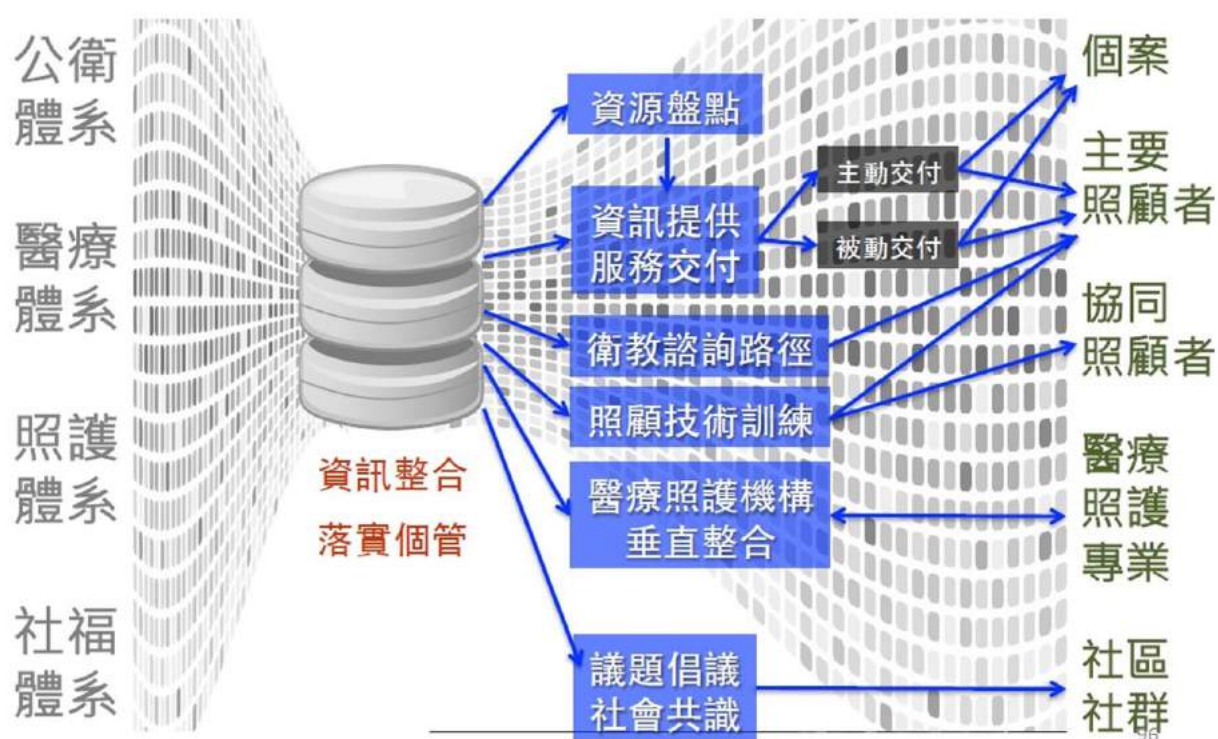 公衛
體系
醫療
體系
照護
體系
社福
體系
資訊整合
落實個管
資源盤點
資訊提供
服務交付
主動交付
被動交付
衛教諮詢路徑
照顧技術訓練
醫療照護機構
垂直整合
議題倡議
社會共識
個案
主要
照顧者
協同
照顧者
醫療
照護
專業
社區
社群
96